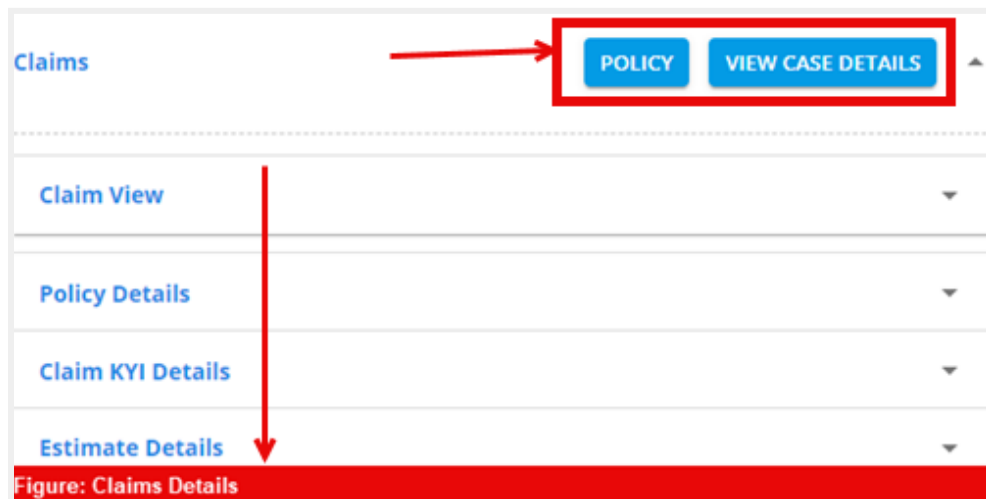 Claims POLICY VIEW CASE DETAILS
Claim View
Policy Details
Claim KYI Details
Estimate Details
Figure: Claims Details